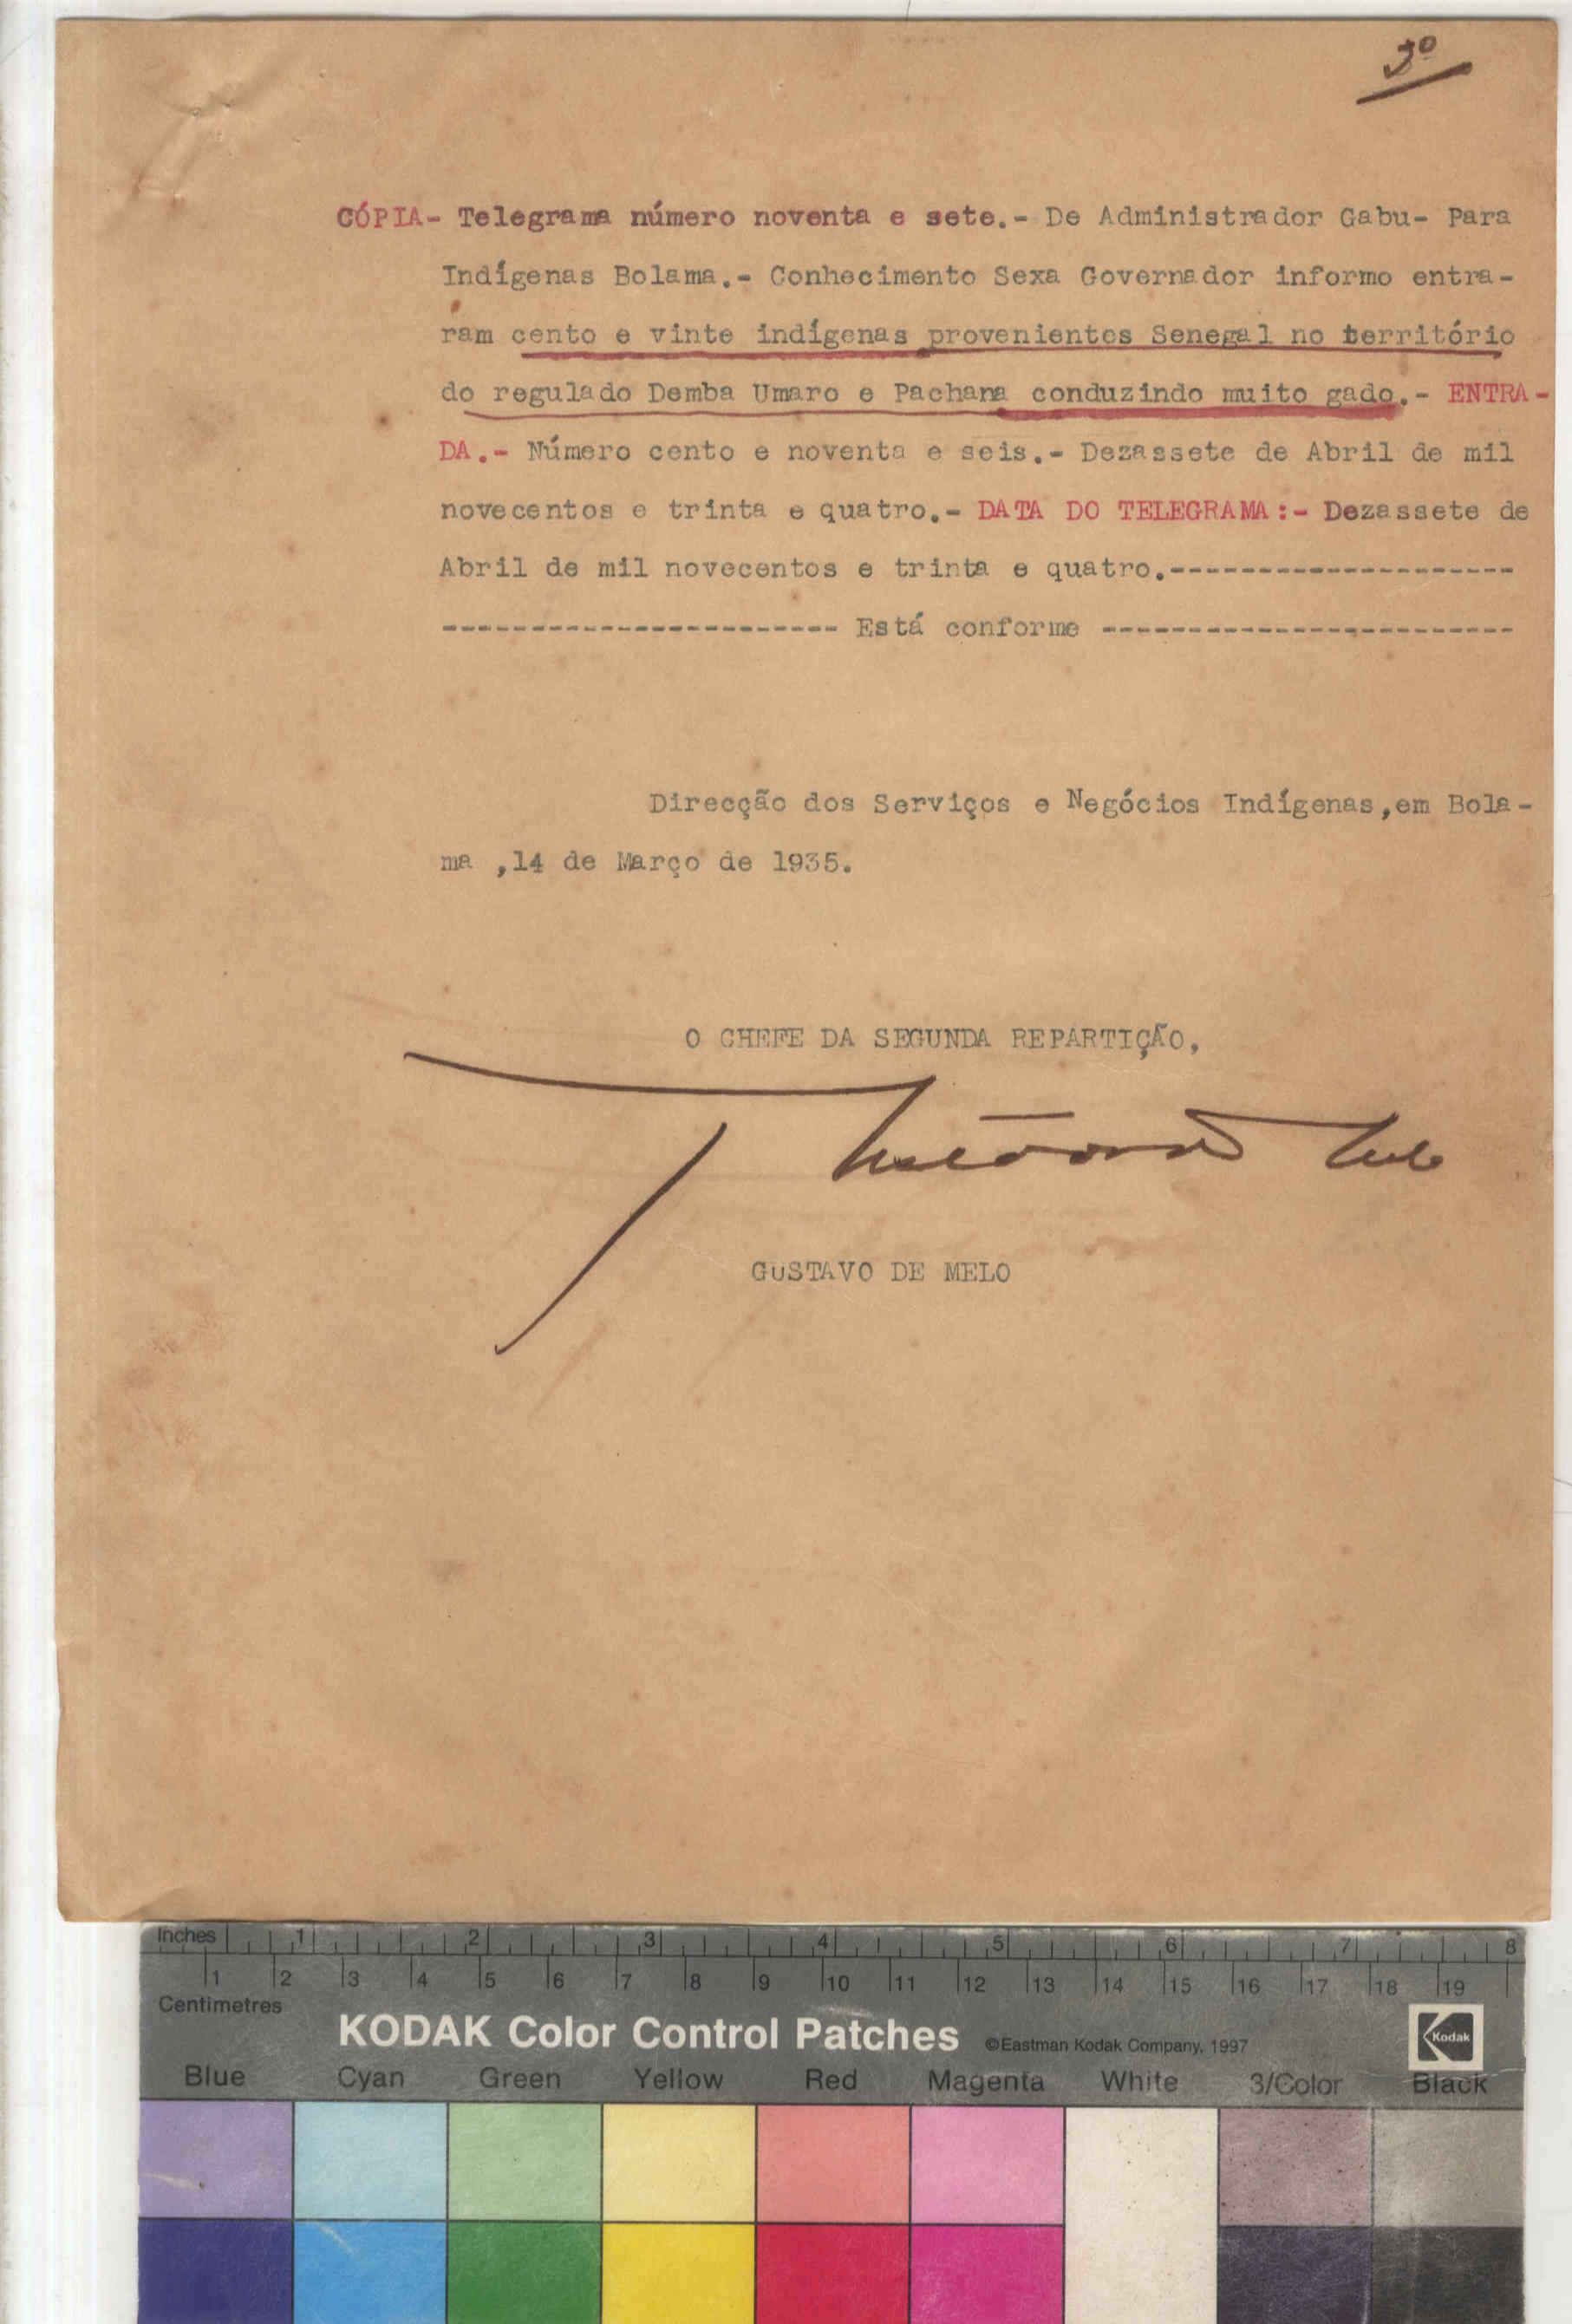 3º
CÓPIA- Telegrama número noventa e sete.- De Administrador Gabu- Para
Indígenas Bolama.- Conhecimento Sexa Governador informo entra-
ram cento e vinte indígenas provenientes Senegal no território
do regulado Demba Umaro e Pachana conduzindo muito gado.- ENTRA-
DA.- Número cento e noventa e seis.- Dezassete de Abril de mil
novecentos e trinta e quatro.- DATA DO TELEGRAMA:- Dezassete de
Abril de mil novecentos e trinta e quatro.--------------------
----------------------- Está conforme ------------------------
Direcção dos Serviços e Negócios Indígenas,em Bola-
ma ,14 de Março de 1935.
O CHEFE DA SEGUNDA REPARTIÇÃO,
GUSTAVO DE MELO
Inches 1 2 3 4 5 6 7 8
1 2 3 4 5 6 7 8 9 10 11 12 13 14 15 16 17 18 19
Centimetres
KODAK Color Control Patches ©Eastman Kodak Company, 1997 Kodak
Blue Cyan Green Yellow Red Magenta White 3/Color Black